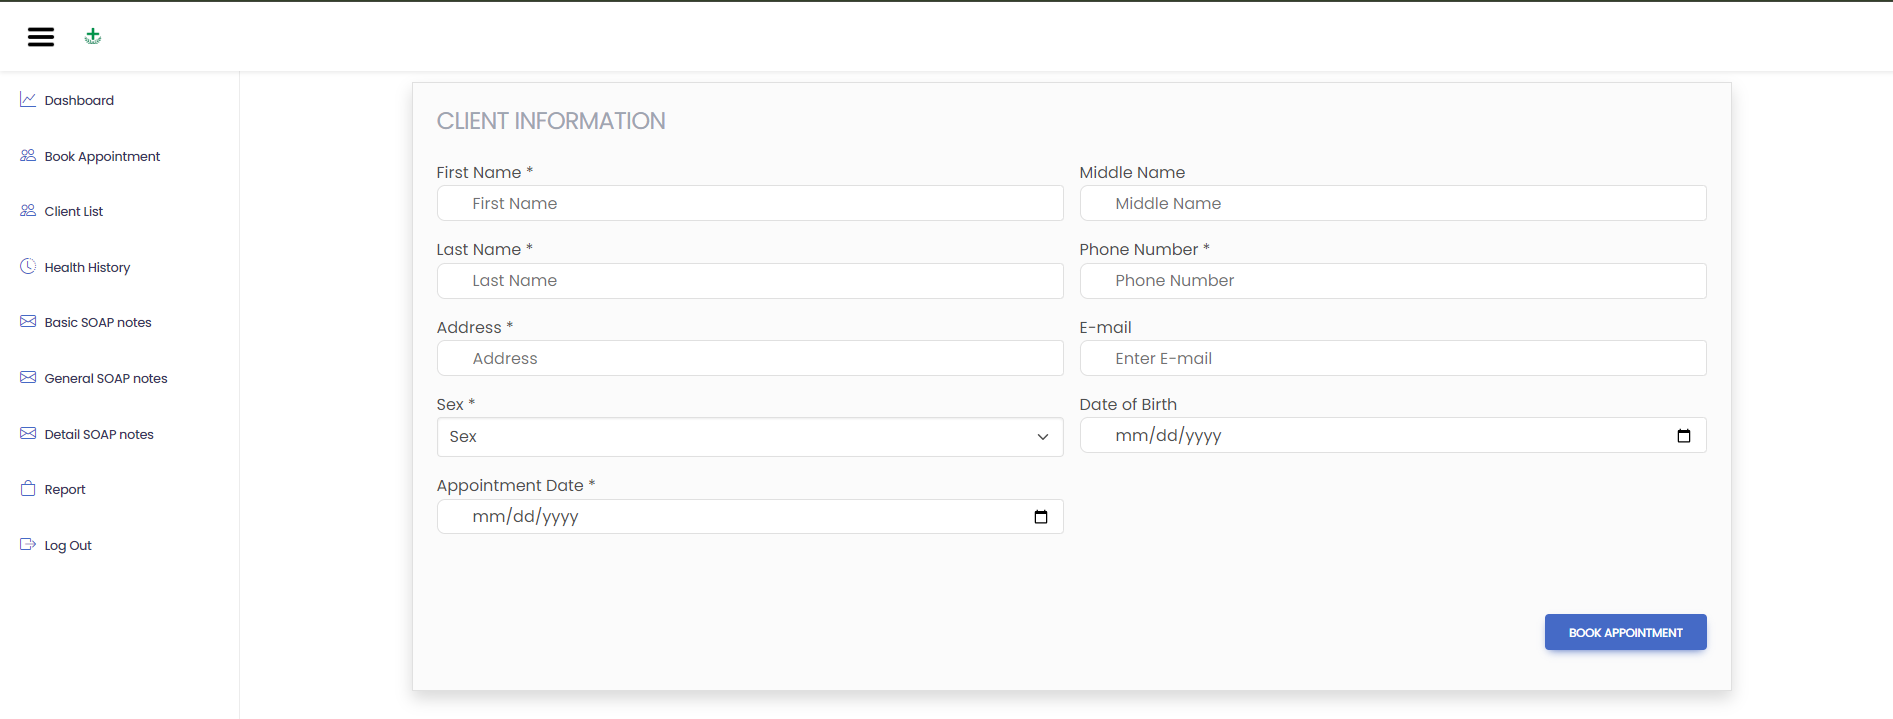 Dashboard
Book Appointment
Client List
Health History
Basic SOAP notes
General SOAP notes
Detail SOAP notes
Report
Log Out
CLIENT INFORMATION
First Name *
First Name
Middle Name
Middle Name
Last Name *
Last Name
Phone Number *
Phone Number
Address *
Address
E-mail
Enter E-mail
Sex *
Sex
Date of Birth
mm/dd/yyyy
Appointment Date *
mm/dd/yyyy
BOOK APPOINTMENT